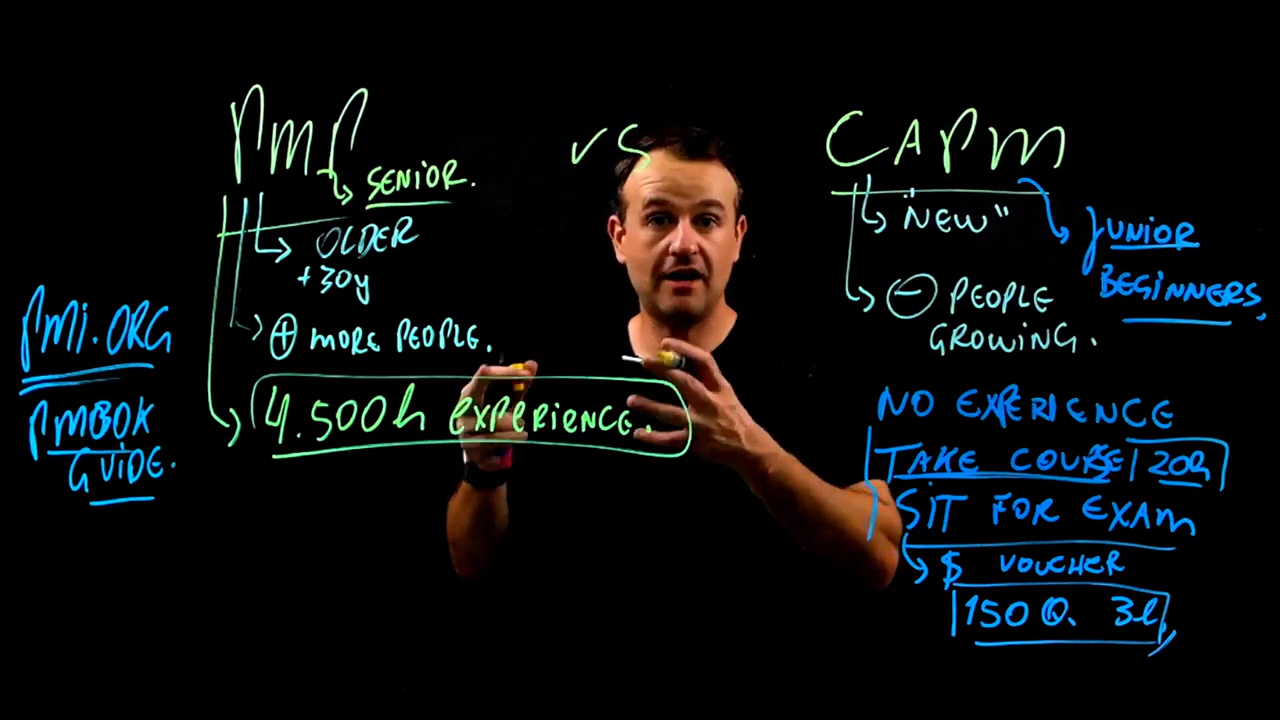 PMP vs CAPM
SENIOR.
OLDER
+30y
+ MORE PEOPLE.
4.500h EXPERIENCE.
PMI.ORG
PMBOK
GUIDE.
"NEW"
JUNIOR
BEGINNERS.
- PEOPLE
GROWING.
NO EXPERIENCE
TAKE COURSE 20h
SIT FOR EXAM
$ VOUCHER
150 Q. 3h